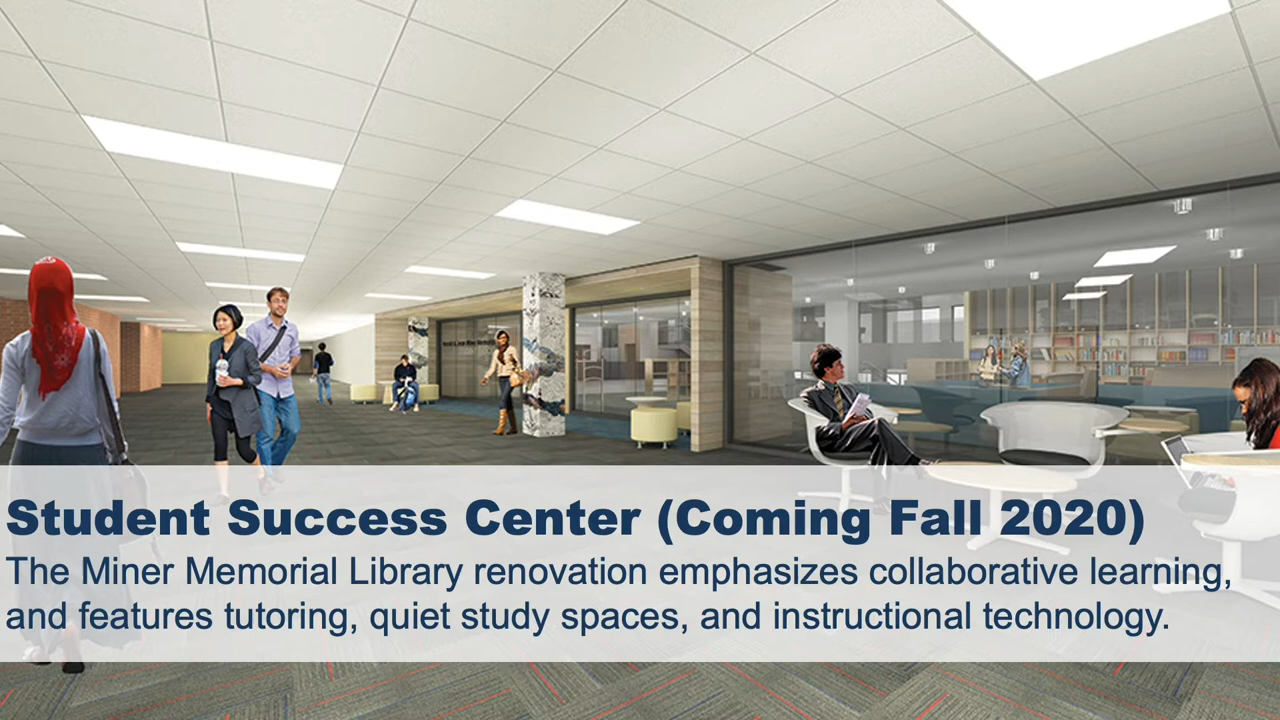 Student Success Center (Coming Fall 2020)
The Miner Memorial Library renovation emphasizes collaborative learning,
and features tutoring, quiet study spaces, and instructional technology.